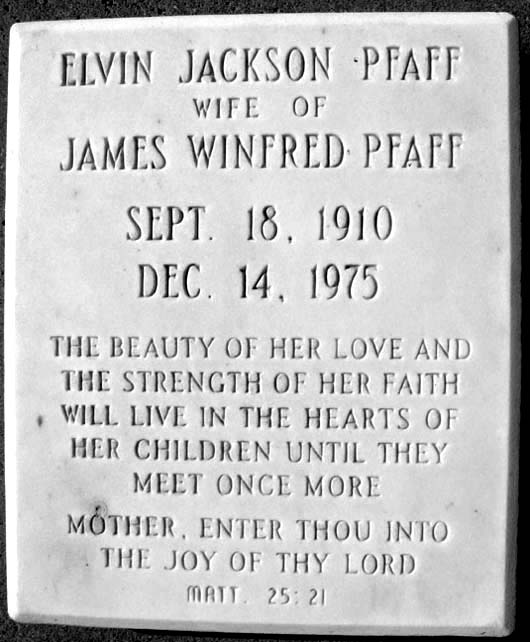 ELVIN JACKSON PFAFF
WIFE OF
JAMES WINFRED PFAFF
SEPT. 18, 1910
DEC. 14, 1975
THE BEAUTY OF HER LOVE AND
THE STRENGTH OF HER FAITH
WILL LIVE IN THE HEARTS OF
HER CHILDREN UNTIL THEY
MEET ONCE MORE
MOTHER, ENTER THOU INTO
THE JOY OF THY LORD
MATT. 25:21